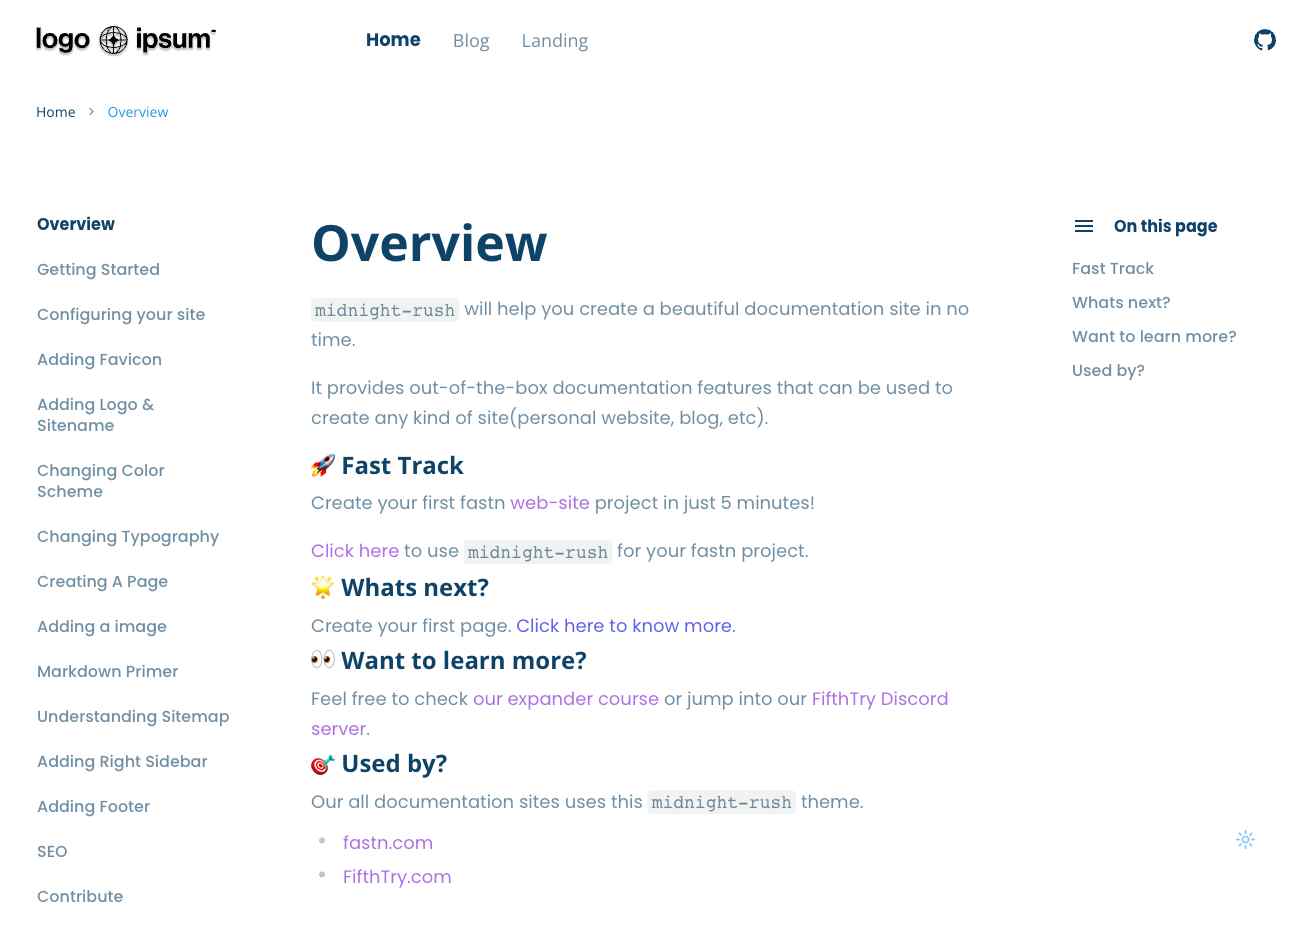 logo ipsum
Home Blog Landing
Home > Overview
Overview
Getting Started
Configuring your site
Adding Favicon
Adding Logo &
Sitename
Changing Color
Scheme
Changing Typography
Creating A Page
Adding a image
Markdown Primer
Understanding Sitemap
Adding Right Sidebar
Adding Footer
SEO
Contribute
Overview
midnight-rush will help you create a beautiful documentation site in no
time.
It provides out-of-the-box documentation features that can be used to
create any kind of site(personal website, blog, etc).
🚀 Fast Track
Create your first fastn web-site project in just 5 minutes!
Click here to use midnight-rush for your fastn project.
🌟 Whats next?
Create your first page. Click here to know more.
👀 Want to learn more?
Feel free to check our expander course or jump into our FifthTry Discord
server.
🎯 Used by?
Our all documentation sites uses this midnight-rush theme.
• fastn.com
• FifthTry.com
On this page
Fast Track
Whats next?
Want to learn more?
Used by?